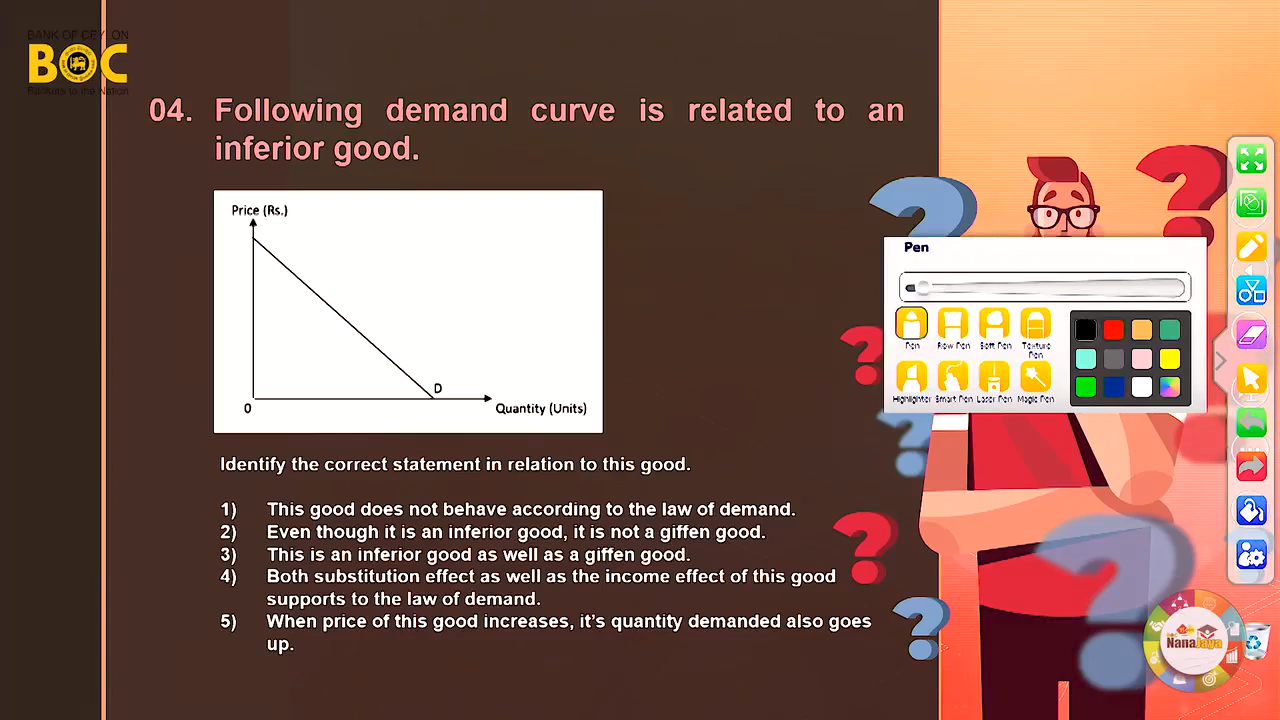 BANK OF CEYLON
BOC
Bankers to the Nation
04. Following demand curve is related to an
inferior good.
Price (Rs.)
D
0
Quantity (Units)
Identify the correct statement in relation to this good.
1) This good does not behave according to the law of demand.
2) Even though it is an inferior good, it is not a giffen good.
3) This is an inferior good as well as a giffen good.
4) Both substitution effect as well as the income effect of this good
supports to the law of demand.
5) When price of this good increases, it's quantity demanded also goes
up.
Pen
Pen
Row Pen
Soft Pen
Texture
Pen
Highlighter
Smart Pen
Laser Pen
Magic Pen
NanaJaya